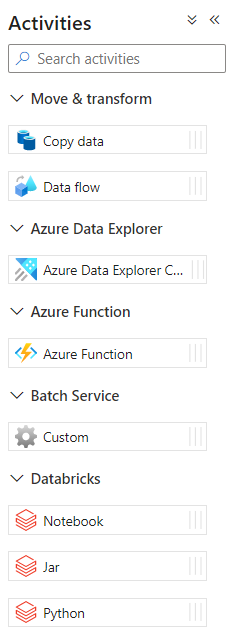 Activities
Search activities
Move & transform
Copy data
Data flow
Azure Data Explorer
Azure Data Explorer C...
Azure Function
Azure Function
Batch Service
Custom
Databricks
Notebook
Jar
Python